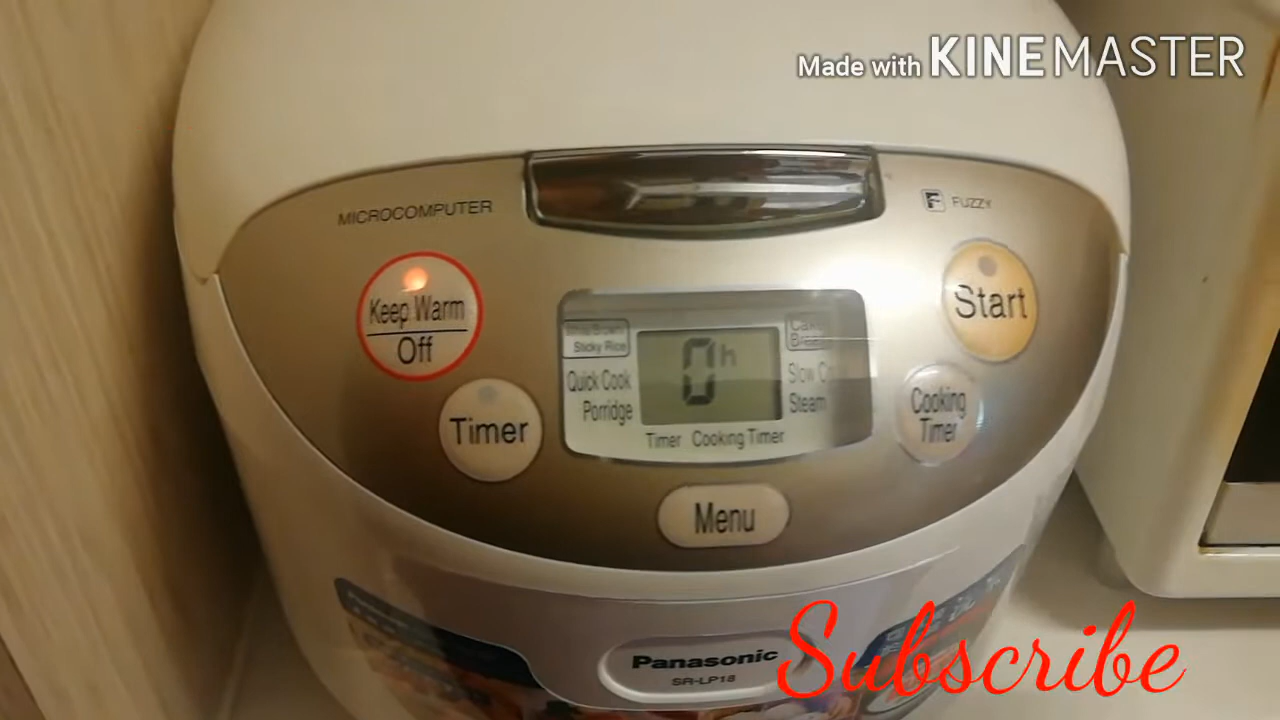 Made with KINEMASTER
MICROCOMPUTER
F FUZZY
Keep Warm
Off
Start
Sticky Rice
Quick Cook
Porridge
0h
Slow
Steam
Timer Cooking Timer
Timer
Cooking
Timer
Menu
Panasonic
SR-LP18
Subscribe